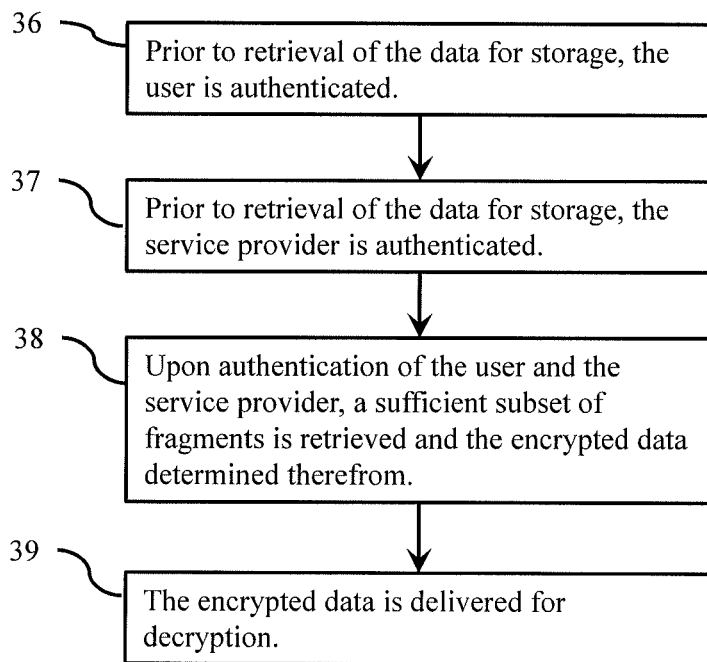 36
Prior to retrieval of the data for storage, the
user is authenticated.
37
Prior to retrieval of the data for storage, the
service provider is authenticated.
38
Upon authentication of the user and the
service provider, a sufficient subset of
fragments is retrieved and the encrypted data
determined therefrom.
39
The encrypted data is delivered for
decryption.